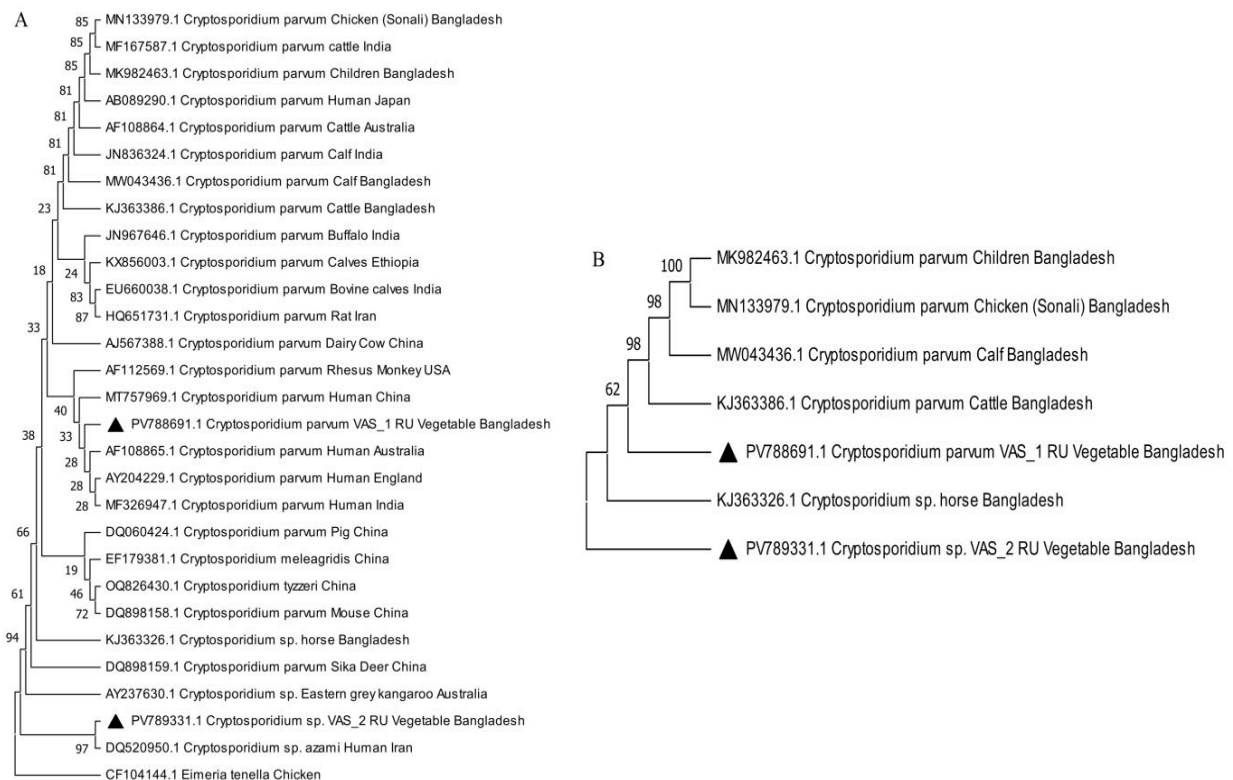 A
85
MN133979.1 Cryptosporidium parvum Chicken (Sonali) Bangladesh
85
MF167587.1 Cryptosporidium parvum cattle India
85
MK982463.1 Cryptosporidium parvum Children Bangladesh
81
AB089290.1 Cryptosporidium parvum Human Japan
81
AF108864.1 Cryptosporidium parvum Cattle Australia
81
JN836324.1 Cryptosporidium parvum Calf India
81
MW043436.1 Cryptosporidium parvum Calf Bangladesh
23
KJ363386.1 Cryptosporidium parvum Cattle Bangladesh
JN967646.1 Cryptosporidium parvum Buffalo India
18
24
KX856003.1 Cryptosporidium parvum Calves Ethiopia
83
EU660038.1 Cryptosporidium parvum Bovine calves India
87
HQ651731.1 Cryptosporidium parvum Rat Iran
33
AJ567388.1 Cryptosporidium parvum Dairy Cow China
AF112569.1 Cryptosporidium parvum Rhesus Monkey USA
40
MT757969.1 Cryptosporidium parvum Human China
33
PV788691.1 Cryptosporidium parvum VAS_1 RU Vegetable Bangladesh
38
28
AF108865.1 Cryptosporidium parvum Human Australia
28
AY204229.1 Cryptosporidium parvum Human England
28
MF326947.1 Cryptosporidium parvum Human India
66
DQ060424.1 Cryptosporidium parvum Pig China
19
EF179381.1 Cryptosporidium meleagridis China
46
OQ826430.1 Cryptosporidium tyzzeri China
72
DQ898158.1 Cryptosporidium parvum Mouse China
61
KJ363326.1 Cryptosporidium sp. horse Bangladesh
94
DQ898159.1 Cryptosporidium parvum Sika Deer China
AY237630.1 Cryptosporidium sp. Eastern grey kangaroo Australia
PV789331.1 Cryptosporidium sp. VAS_2 RU Vegetable Bangladesh
97
DQ520950.1 Cryptosporidium sp. azami Human Iran
CF104144.1 Eimeria tenella Chicken
B
100
MK982463.1 Cryptosporidium parvum Children Bangladesh
98
MN133979.1 Cryptosporidium parvum Chicken (Sonali) Bangladesh
98
MW043436.1 Cryptosporidium parvum Calf Bangladesh
62
KJ363386.1 Cryptosporidium parvum Cattle Bangladesh
PV788691.1 Cryptosporidium parvum VAS_1 RU Vegetable Bangladesh
KJ363326.1 Cryptosporidium sp. horse Bangladesh
PV789331.1 Cryptosporidium sp. VAS_2 RU Vegetable Bangladesh